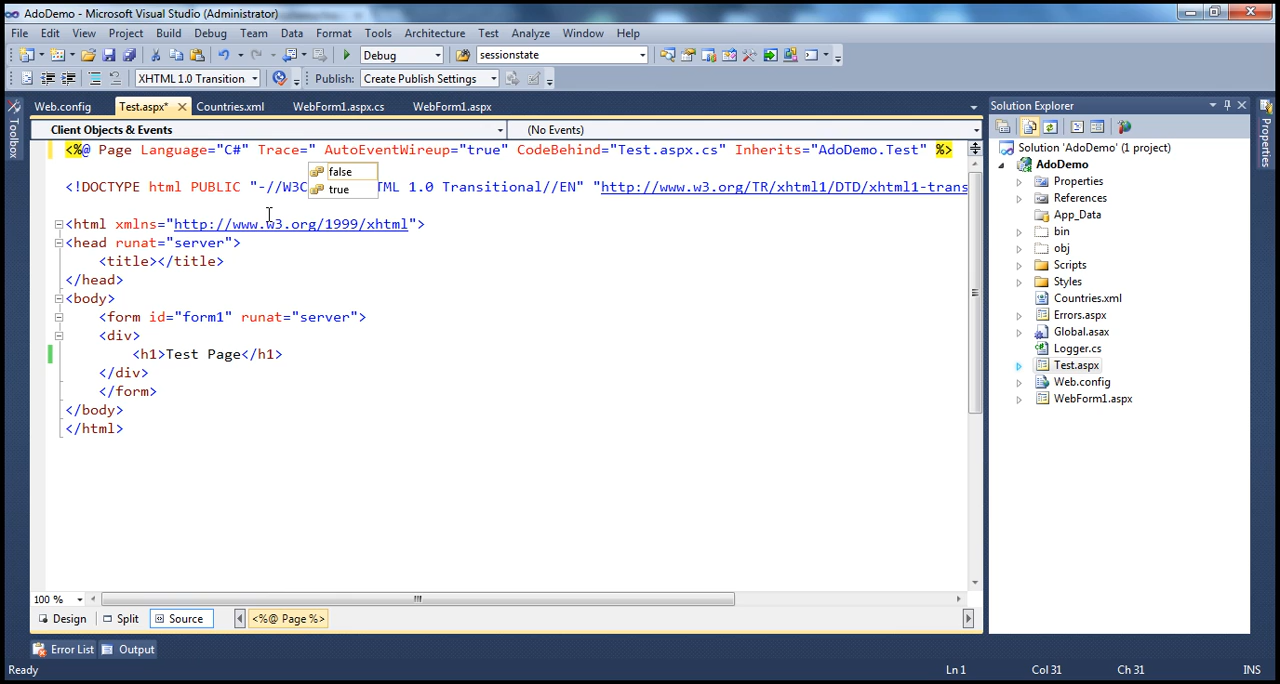 AdoDemo - Microsoft Visual Studio (Administrator)
File Edit View Project Build Debug Team Data Format Tools Architecture Test Analyze Window Help
Debug sessionstate
XHTML 1.0 Transition Publish: Create Publish Settings
Web.config Test.aspx* Countries.xml WebForm1.aspx.cs WebForm1.aspx
Client Objects & Events (No Events)
<%@ Page Language="C#" Trace=" AutoEventWireup="true" CodeBehind="Test.aspx.cs" Inherits="AdoDemo.Test" %>
false
true
<!DOCTYPE html PUBLIC "-//W3C TML 1.0 Transitional//EN" "http://www.w3.org/TR/xhtml1/DTD/xhtml1-trans
<html xmlns="http://www.w3.org/1999/xhtml">
<head runat="server">
<title></title>
</head>
<body>
<form id="form1" runat="server">
<div>
<h1>Test Page</h1>
</div>
</form>
</body>
</html>
100 %
Design Split Source <%@ Page %>
Error List Output
Ready Ln 1 Col 31 Ch 31 INS
Toolbox
Solution Explorer
Solution 'AdoDemo' (1 project)
AdoDemo
Properties
References
App_Data
bin
obj
Scripts
Styles
Countries.xml
Errors.aspx
Global.asax
Logger.cs
Test.aspx
Web.config
WebForm1.aspx
Properties